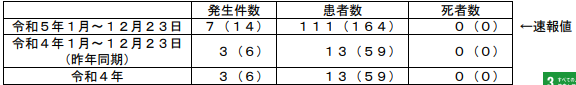 発生件数 患者数 死者数
令和５年１月～１２月２３日 ７（１４） １１１（１６４） ０（０） ←速報値
令和４年１月～１２月２３日
（昨年同期） ３（６） １３（５９） ０（０）
令和４年 ３（６） １３（５９） ０（０）
3